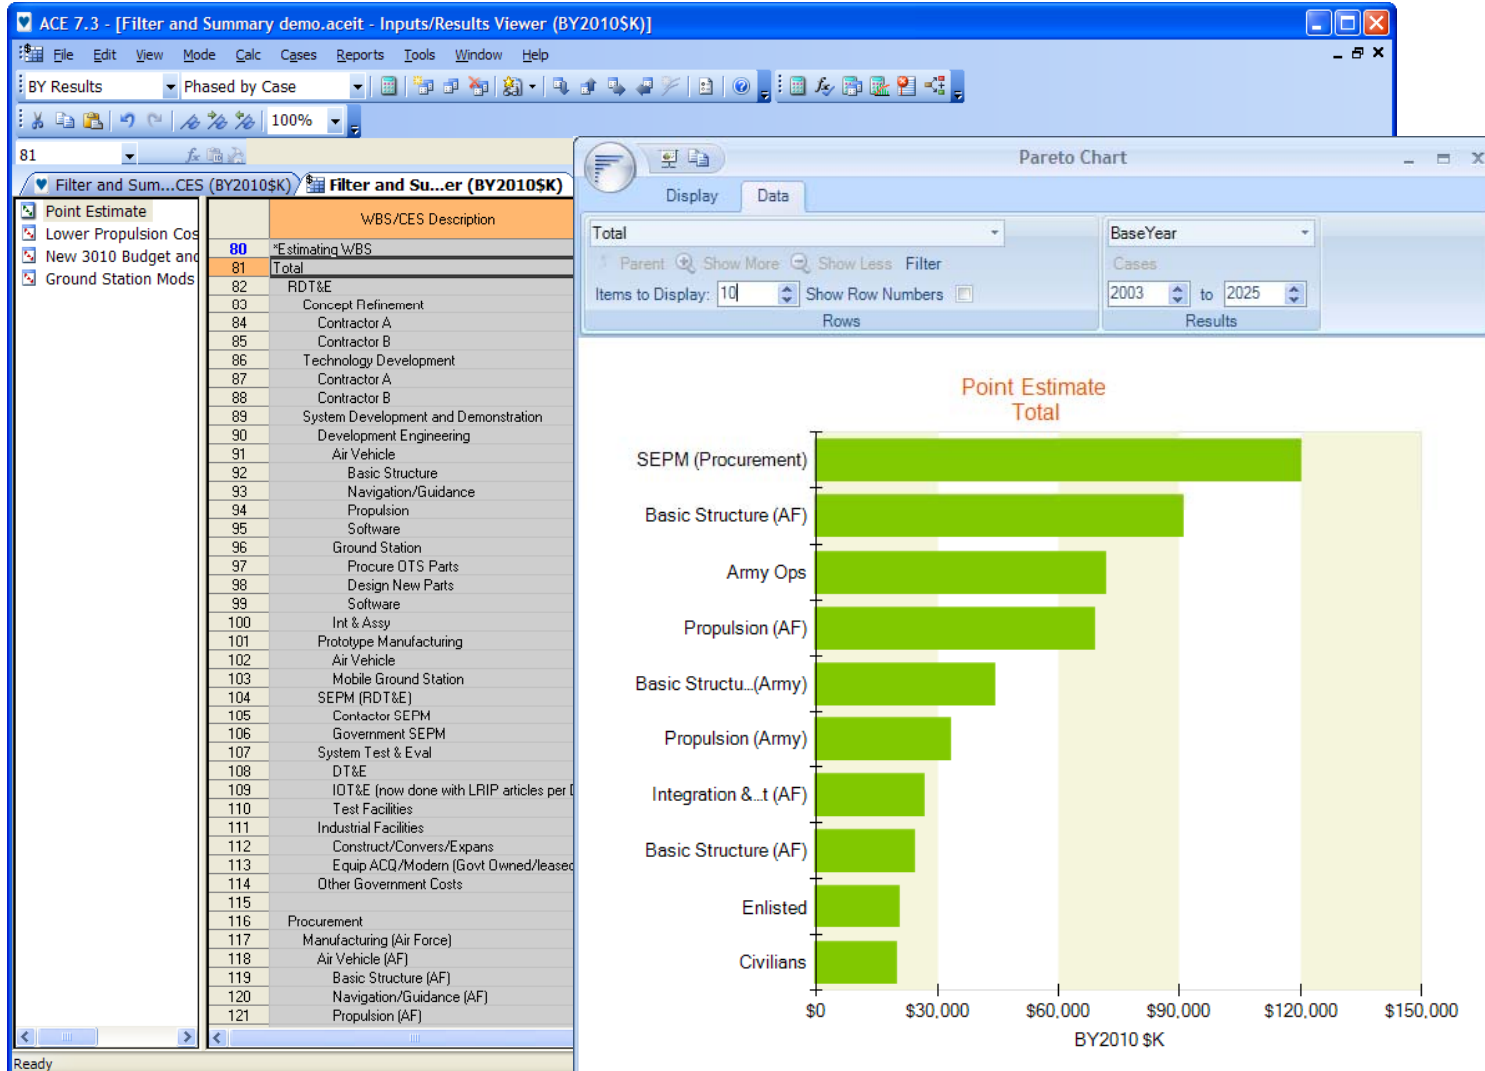 ACE 7.3 - [Filter and Summary demo.aceit - Inputs/Results Viewer (BY2010$K)]
File Edit View Mode Calc Cases Reports Tools Window Help
BY Results Phased by Case
100%
81
Filter and Sum...CES (BY2010$K) Filter and Su...er (BY2010$K)
Point Estimate
Lower Propulsion Cos
New 3010 Budget and
Ground Station Mods
WBS/CES Description
80 *Estimating WBS
81 Total
82 RDT&E
83 Concept Refinement
84 Contractor A
85 Contractor B
86 Technology Development
87 Contractor A
88 Contractor B
89 System Development and Demonstration
90 Development Engineering
91 Air Vehicle
92 Basic Structure
93 Navigation/Guidance
94 Propulsion
95 Software
96 Ground Station
97 Procure OTS Parts
98 Design New Parts
99 Software
100 Int & Assy
101 Prototype Manufacturing
102 Air Vehicle
103 Mobile Ground Station
104 SEPM (RDT&E)
105 Contactor SEPM
106 Government SEPM
107 System Test & Eval
108 DT&E
109 IOT&E (now done with LRIP articles per
110 Test Facilities
111 Industrial Facilities
112 Construct/Convers/Expans
113 Equip ACQ/Modern (Govt Owned/leased
114 Other Government Costs
115
116 Procurement
117 Manufacturing (Air Force)
118 Air Vehicle (AF)
119 Basic Structure (AF)
120 Navigation/Guidance (AF)
121 Propulsion (AF)
Ready
Pareto Chart
Display Data
Total
Parent Show More Show Less Filter
Items to Display: 10 Show Row Numbers
Rows
BaseYear
Cases
2003 to 2025
Results
Point Estimate
Total
SEPM (Procurement)
Basic Structure (AF)
Army Ops
Propulsion (AF)
Basic Structu...(Army)
Propulsion (Army)
Integration &...t (AF)
Basic Structure (AF)
Enlisted
Civilians
$0 $30,000 $60,000 $90,000 $120,000 $150,000
BY2010 $K